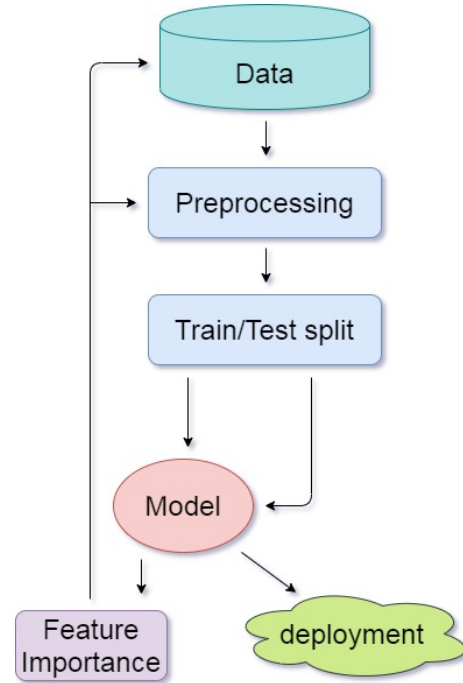 Data
Preprocessing
Train/Test split
Model
Feature
Importance
deployment